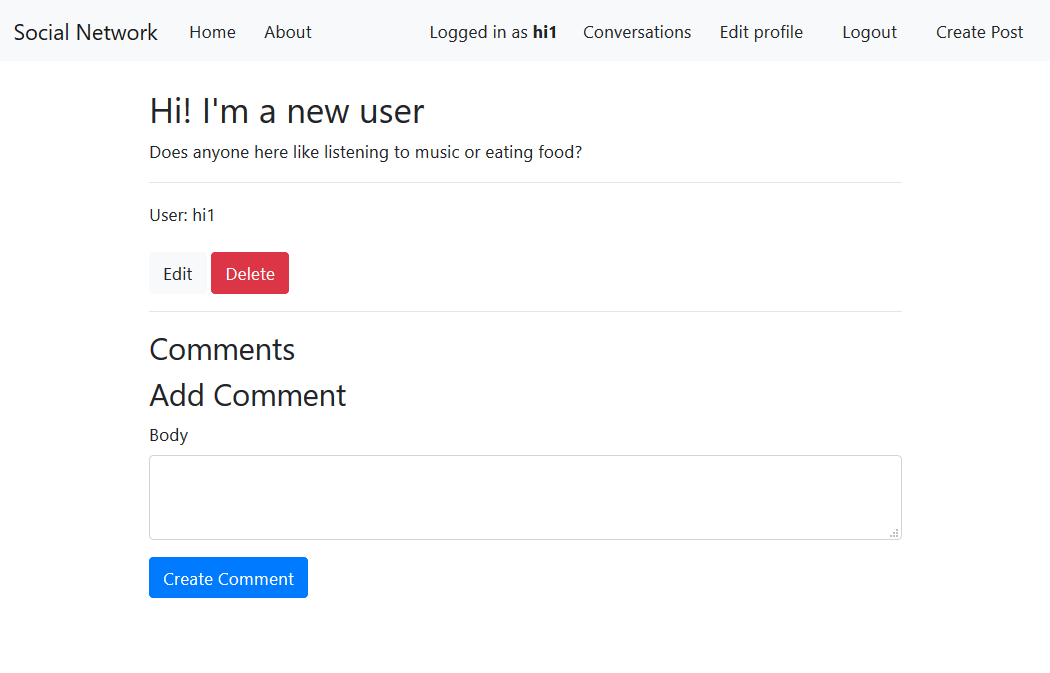 Social Network Home About Logged in as hi1 Conversations Edit profile Logout Create Post
Hi! I'm a new user
Does anyone here like listening to music or eating food?
User: hi1
Edit Delete
Comments
Add Comment
Body
Create Comment